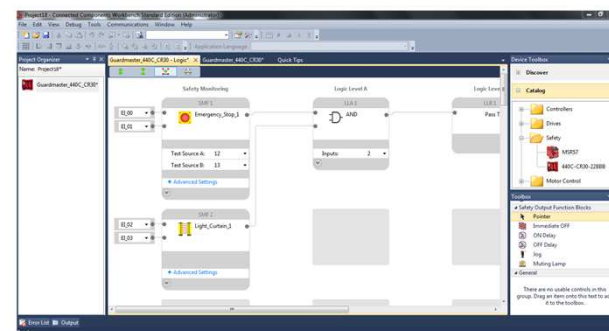 Project18 - Connected Components Workbench Standard Edition (Administrator)
File Edit View Debug Tools Communications Window Help
Application Language
Project Organizer
Name: Project18*
Guardmaster_440C_CR30*
Guardmaster_440C_CR30 - Logic*
Guardmaster_440C_CR30*
Quick Tips
Safety Monitoring
Logic Level A
Logic Level B
SMF 1
EI_00
EI_01
Emergency_Stop_1
Test Source A: 12
Test Source B: 13
Advanced Settings
LLA 1
AND
Inputs: 2
LLB 1
Pass T
SMF 2
EI_02
EI_03
Light_Curtain_1
Advanced Settings
Device Toolbox
Discover
Catalog
Controllers
Drives
Safety
MSR57
440C-CR30-22BBB
Motor Control
Toolbox
Safety Output Function Blocks
Pointer
Immediate OFF
ON Delay
OFF Delay
Jog
Muting Lamp
General
There are no usable controls in this
group. Drag an item onto this text to add
it to the toolbox.
Error List
Output